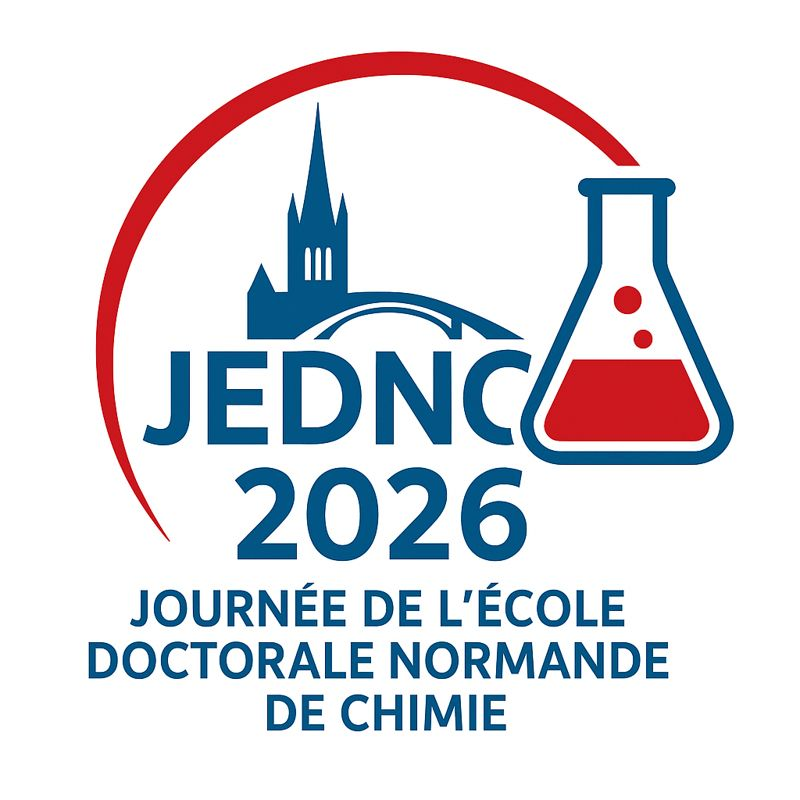 JEDNC
2026
JOURNÉE DE L’ÉCOLE
DOCTORALE NORMANDE
DE CHIMIE